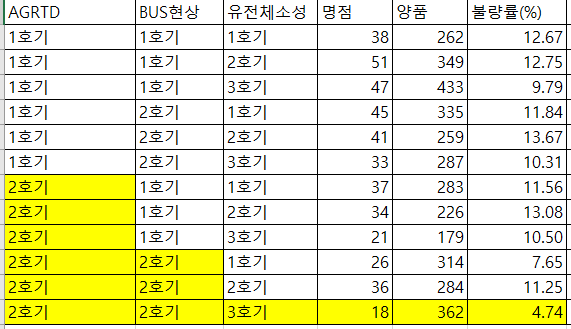 AGRTD BUS현상 유전체소성 명점 양품 불량률(%)
1호기 1호기 1호기 38 262 12.67
1호기 1호기 2호기 51 349 12.75
1호기 1호기 3호기 47 433 9.79
1호기 2호기 1호기 45 335 11.84
1호기 2호기 2호기 41 259 13.67
1호기 2호기 3호기 33 287 10.31
2호기 1호기 1호기 37 283 11.56
2호기 1호기 2호기 34 226 13.08
2호기 1호기 3호기 21 179 10.50
2호기 2호기 1호기 26 314 7.65
2호기 2호기 2호기 36 284 11.25
2호기 2호기 3호기 18 362 4.74